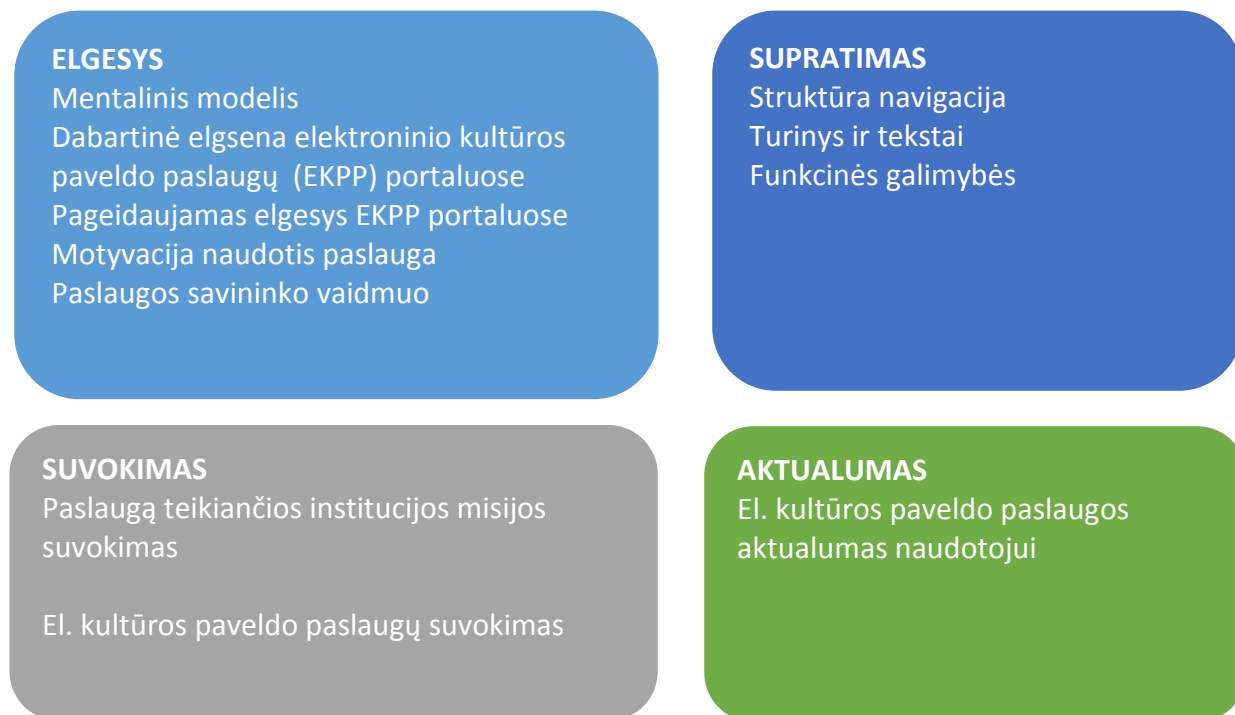 ELGESYS
Mentalinis modelis
Dabartinė elgsena elektroninio kultūros
paveldo paslaugų (EKPP) portaluose
Pageidaujamas elgesys EKPP portaluose
Motyvacija naudotis paslauga
Paslaugos savininko vaidmuo
SUPRATIMAS
Struktūra navigacija
Turinys ir tekstai
Funkcinės galimybės
SUVOKIMAS
Paslaugą teikiančios institucijos misijos
suvokimas
El. kultūros paveldo paslaugų suvokimas
AKTUALUMAS
El. kultūros paveldo paslaugos
aktualumas naudotojui